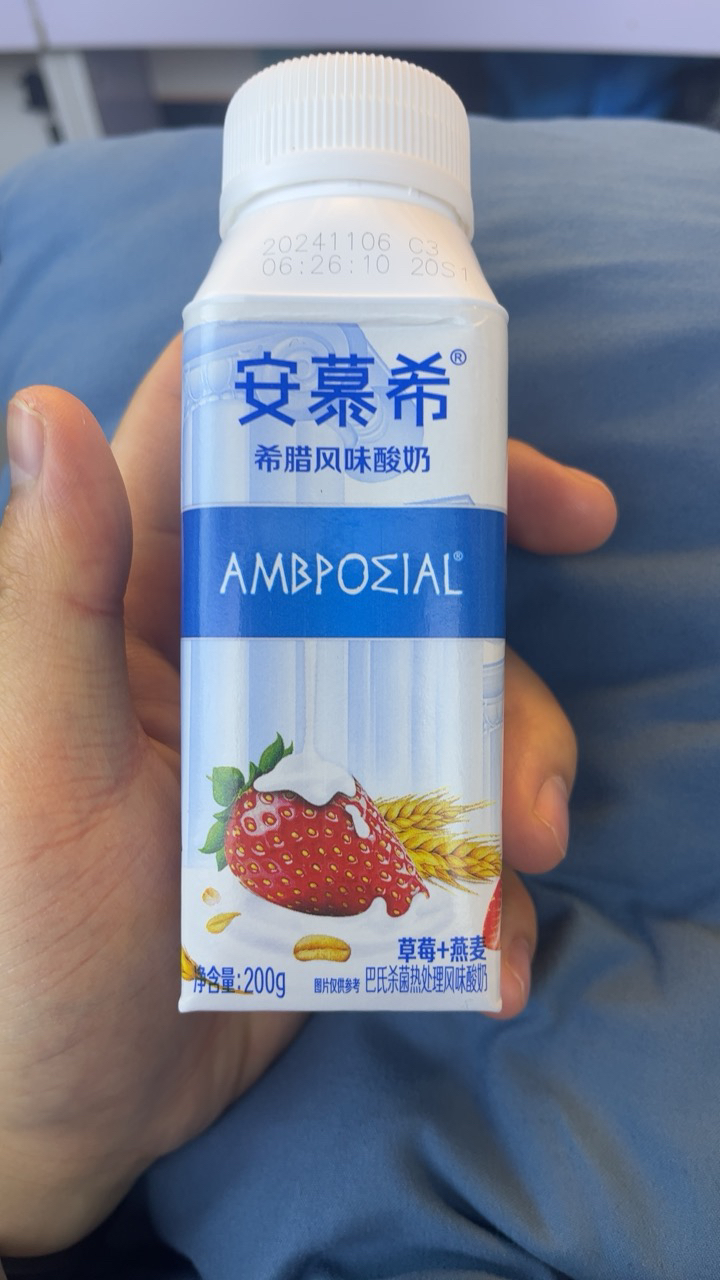 20241106 C3
06:26:10 20S1
安慕希®
希腊风味酸奶
AMBPOΣIAL®
草莓+燕麦
净含量:200g 图片仅供参考 巴氏杀菌热处理风味酸奶